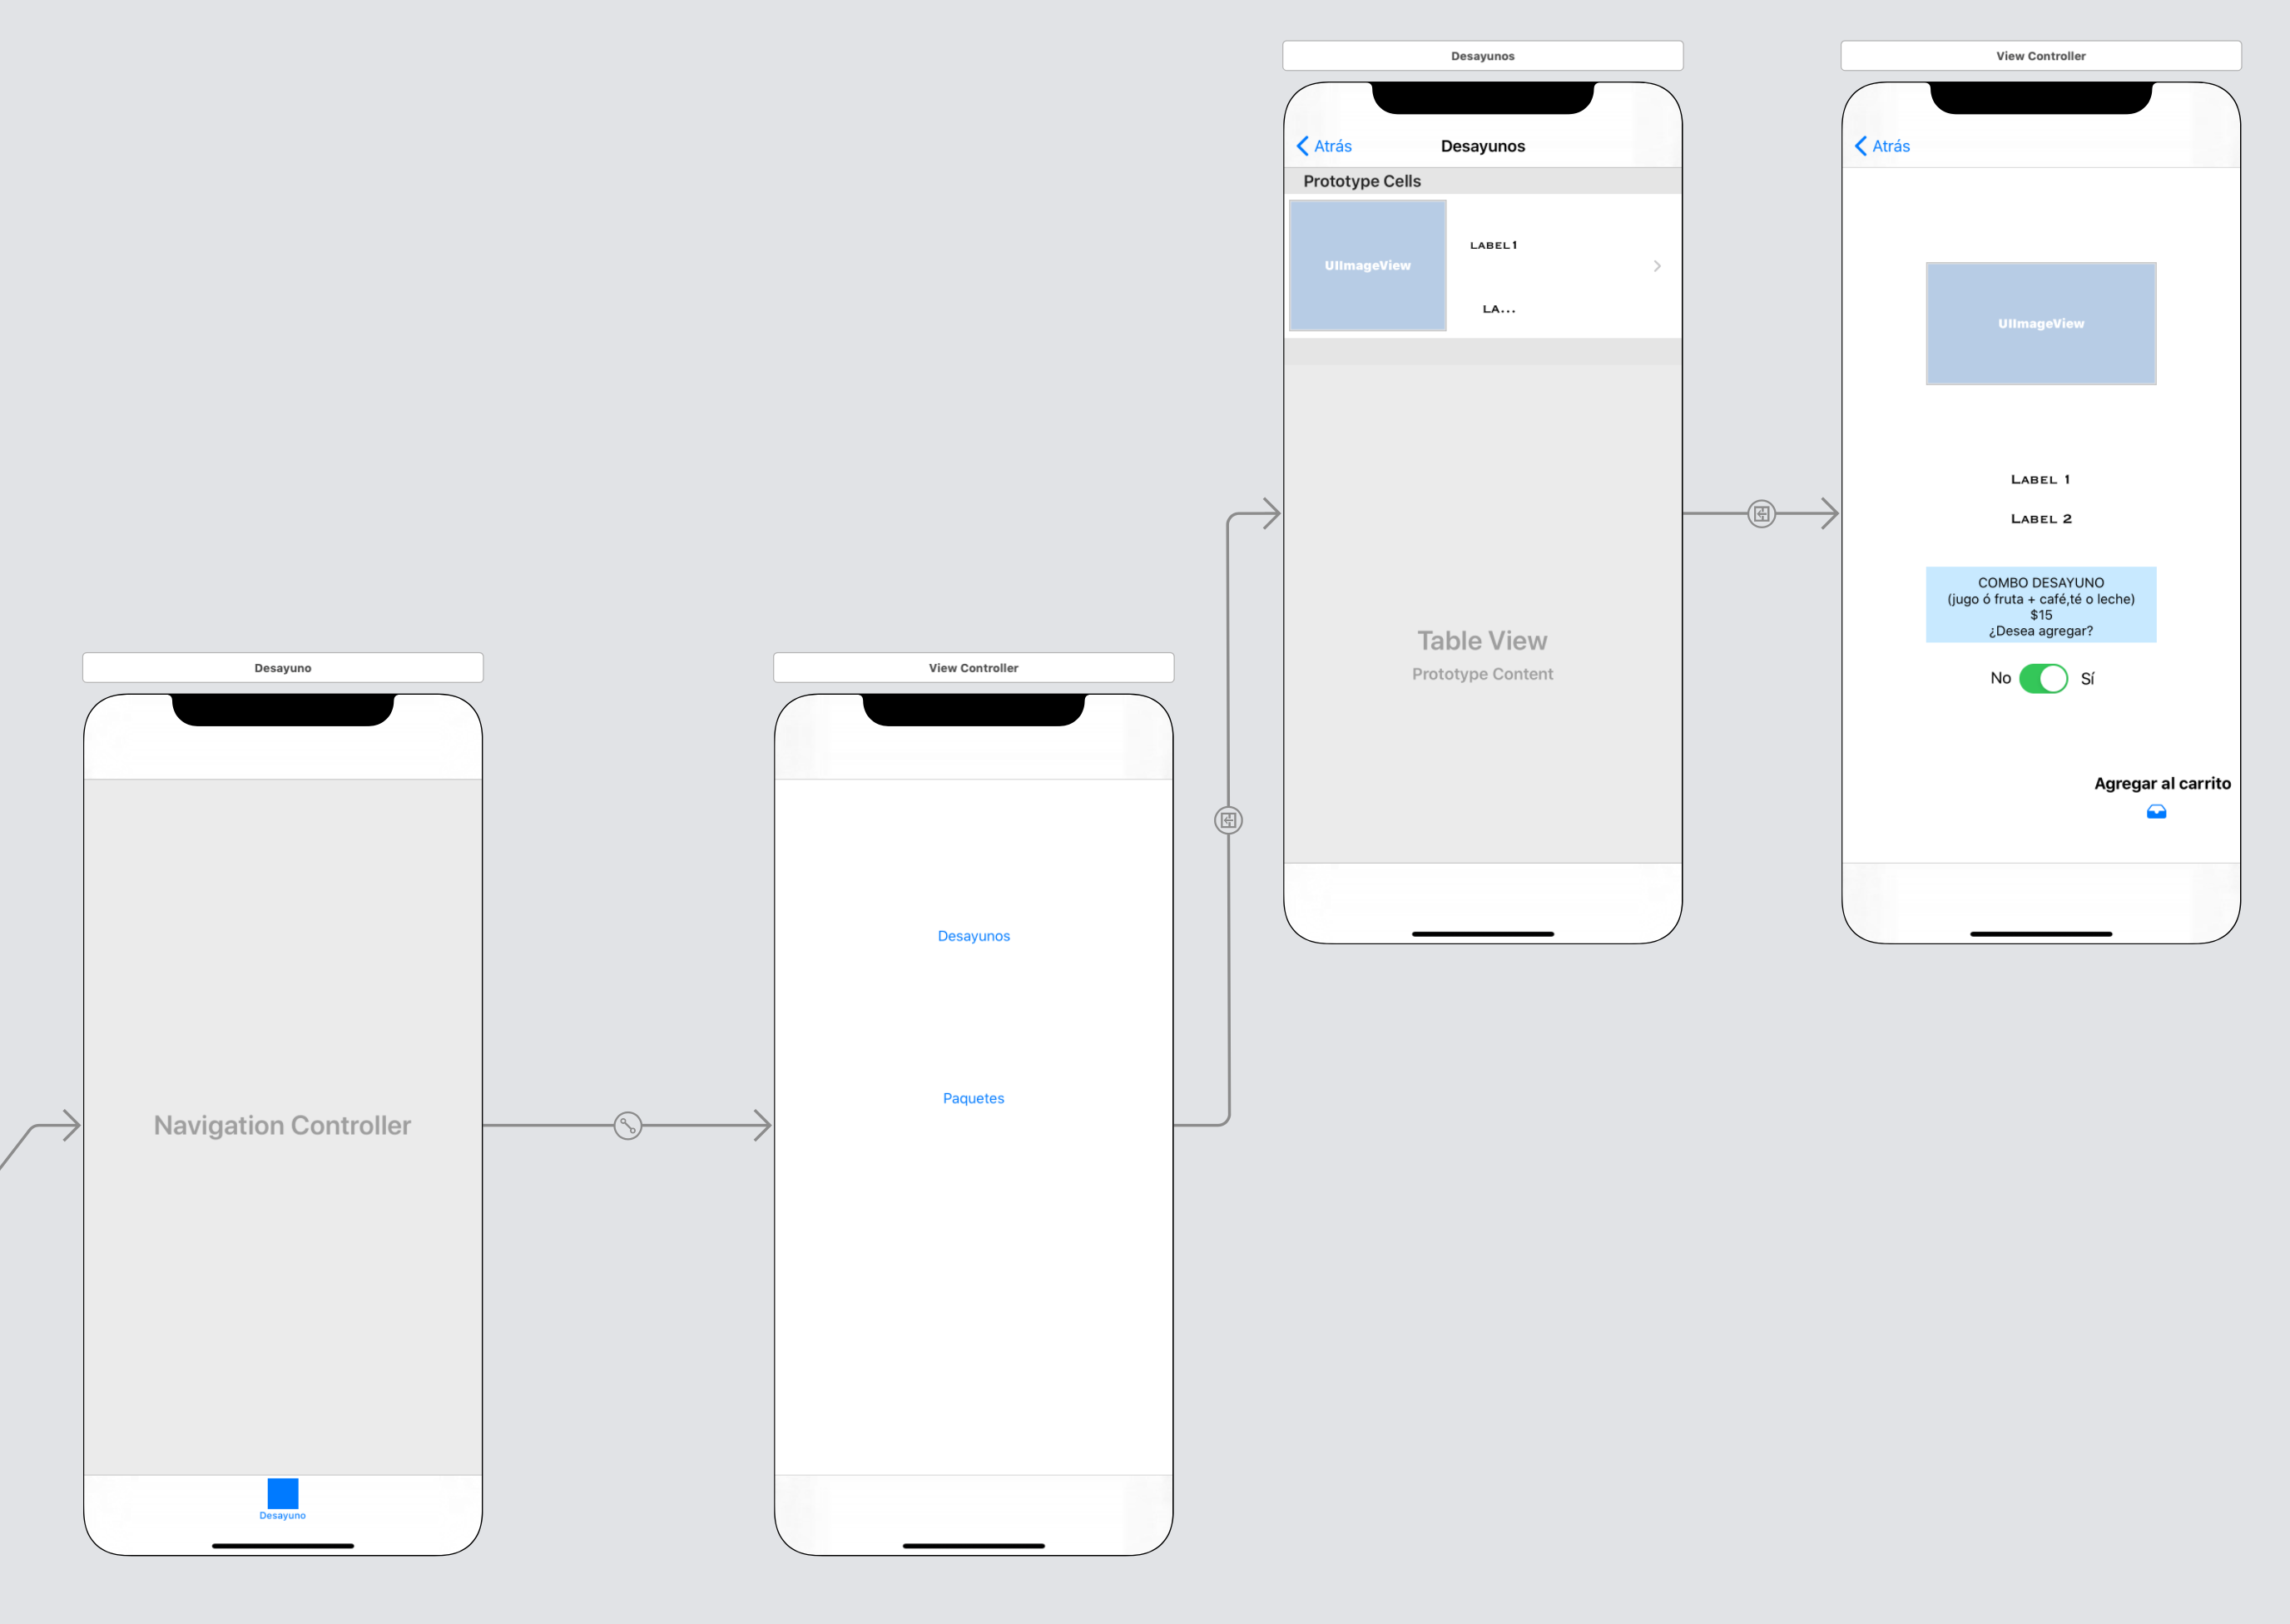 Desayuno
Navigation Controller
Desayuno
View Controller
Desayunos
Paquetes
Desayunos
Atrás
Desayunos
Prototype Cells
UIImageView
LABEL1
LA...
Table View
Prototype Content
View Controller
Atrás
UIImageView
LABEL 1
LABEL 2
COMBO DESAYUNO
(jugo ó fruta + café,té o leche)
$15
¿Desea agregar?
No Sí
Agregar al carrito